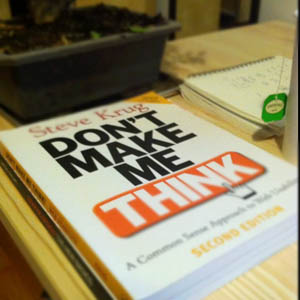 Steve Krug
DON'T
MAKE
ME
THINK
A Common Sense Approach to Web Usability
SECOND EDITION